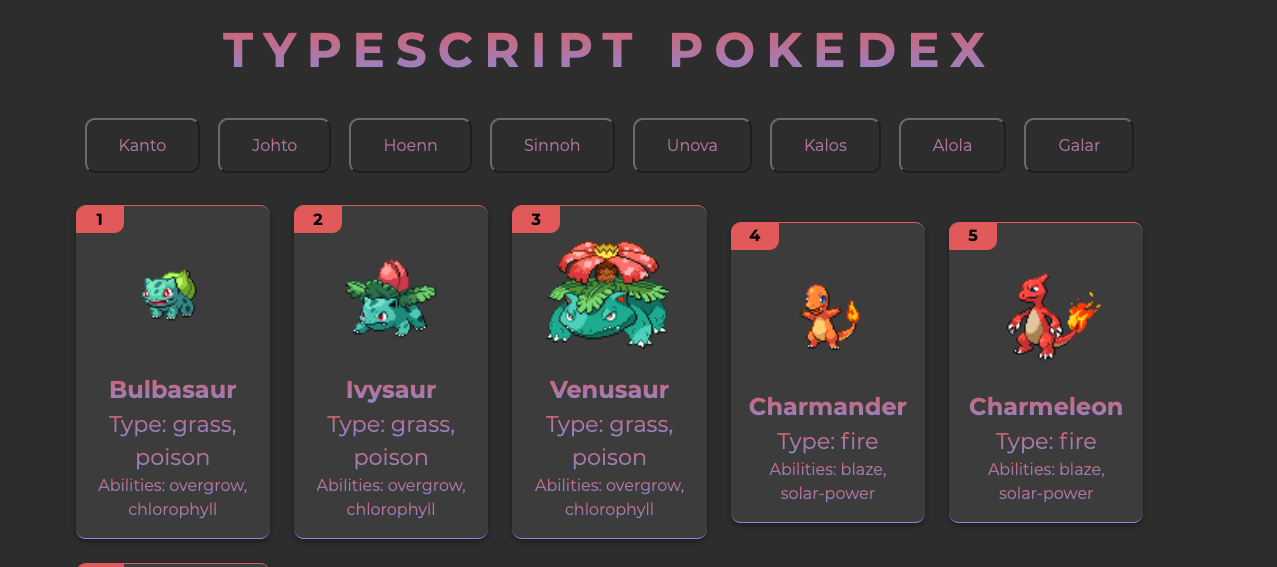 TYPESCRIPT POKEDEX
Kanto
Johto
Hoenn
Sinnoh
Unova
Kalos
Alola
Galar
1
Bulbasaur
Type: grass,
poison
Abilities: overgrow,
chlorophyll
2
Ivysaur
Type: grass,
poison
Abilities: overgrow,
chlorophyll
3
Venusaur
Type: grass,
poison
Abilities: overgrow,
chlorophyll
4
Charmander
Type: fire
Abilities: blaze,
solar-power
5
Charmeleon
Type: fire
Abilities: blaze,
solar-power